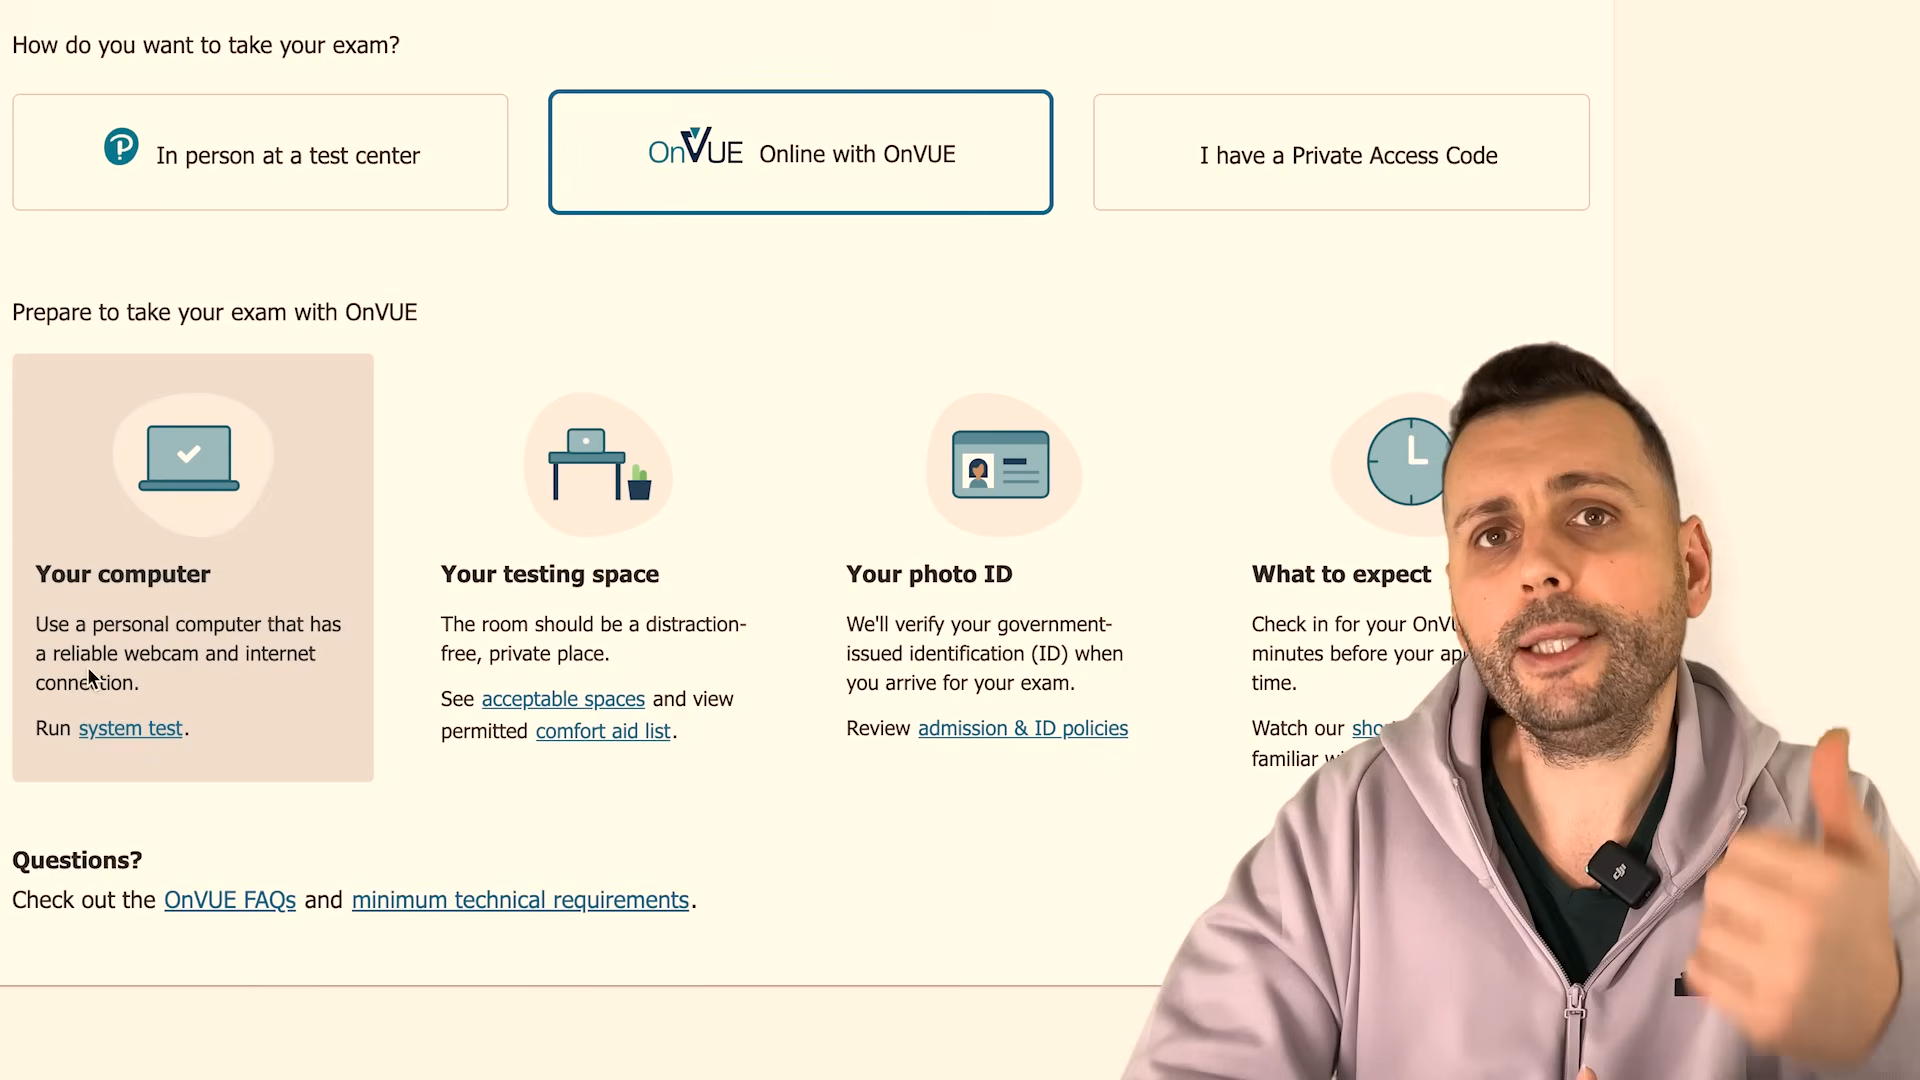 How do you want to take your exam?
In person at a test center
OnVUE Online with OnVUE
I have a Private Access Code
Prepare to take your exam with OnVUE
Your computer
Use a personal computer that has
a reliable webcam and internet
connection.
Run system test.
Your testing space
The room should be a distraction-
free, private place.
See acceptable spaces and view
permitted comfort aid list.
Your photo ID
We'll verify your government-
issued identification (ID) when
you arrive for your exam.
Review admission & ID policies
What to expect
Check in for your
minutes before your
time.
Watch our
familiar
Questions?
Check out the OnVUE FAQs and minimum technical requirements.